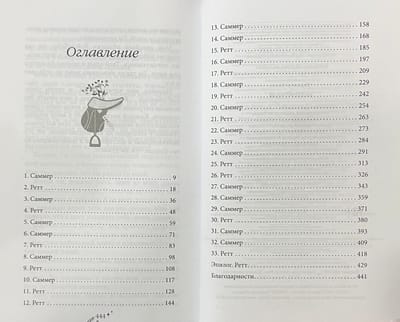 Оглавление
1. Саммер 9
2. Ретт 18
3. Саммер 36
4. Ретт 48
5. Саммер 59
6. Саммер 71
7. Ретт 83
8. Саммер 98
9. Ретт 108
10. Саммер 117
11. Ретт 128
12. Ретт 144
444
13. Саммер 158
14. Саммер 168
15. Ретт 185
16. Саммер 197
17. Ретт 209
18. Саммер 229
19. Ретт 242
20. Саммер 254
21. Ретт 263
22. Саммер 273
23. Ретт 284
24. Саммер 291
25. Ретт 313
26. Ретт 326
27. Саммер 343
28. Саммер 359
29. Саммер 371
30. Ретт 380
31. Саммер 393
32. Саммер 409
33. Ретт 418
Эпилог. Ретт 429
Благодарности 441